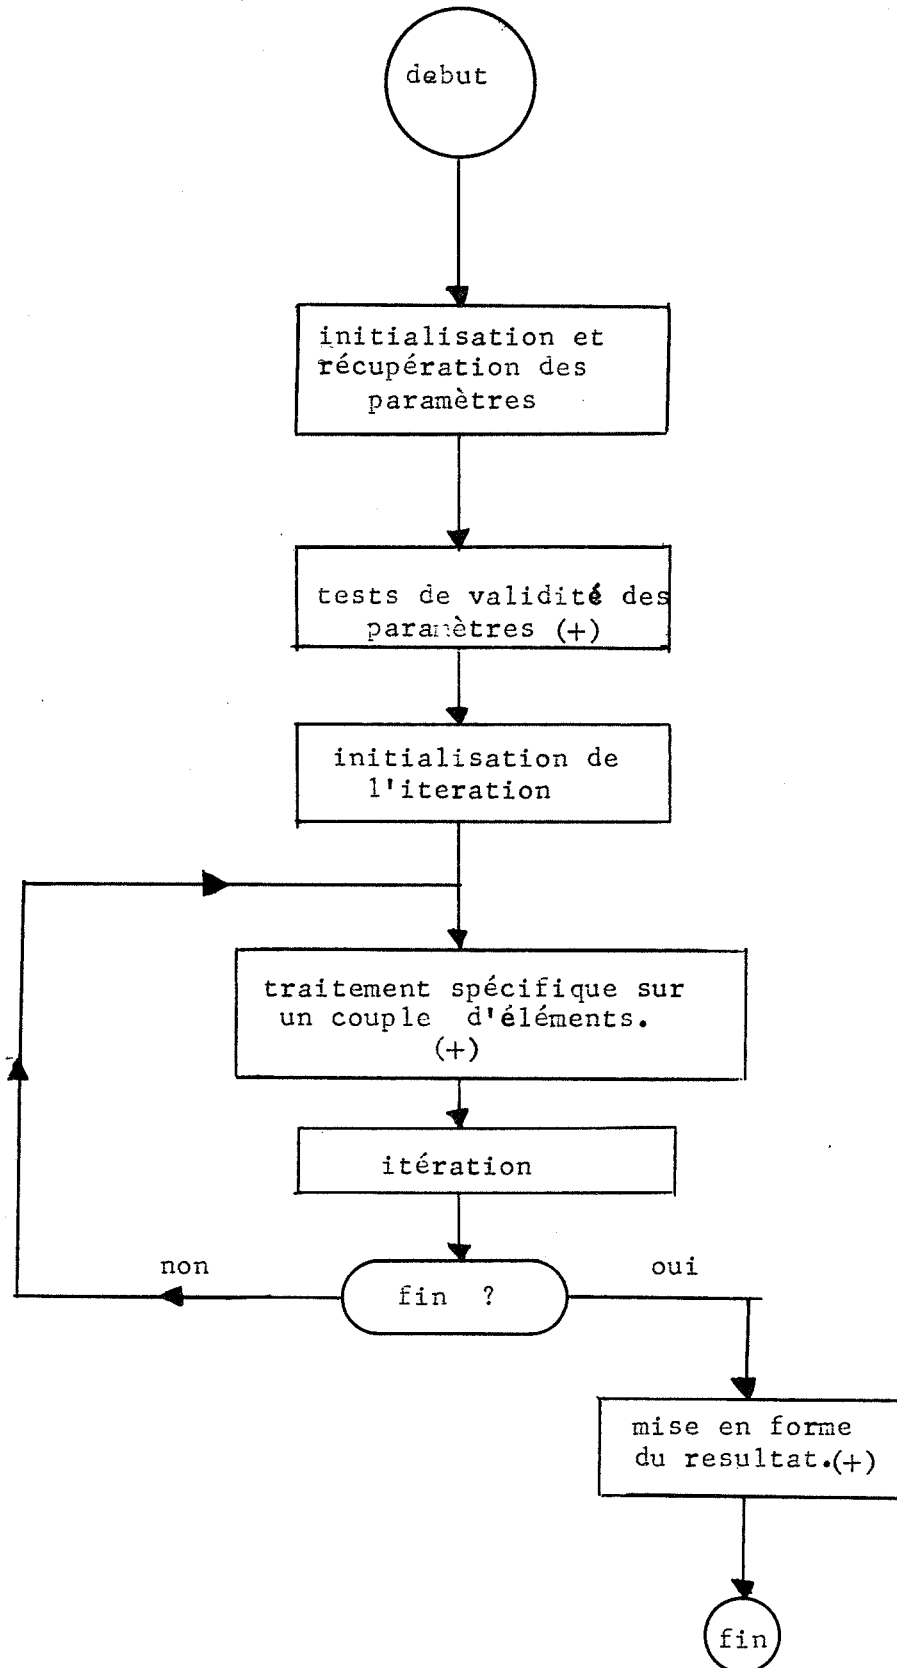 debut
initialisation et
récupération des
paramètres
tests de validité des
paramètres (+)
initialisation de
l'iteration
traitement spécifique sur
un couple d'éléments.
(+)
itération
non
fin ?
oui
mise en forme
du resultat.(+)
fin